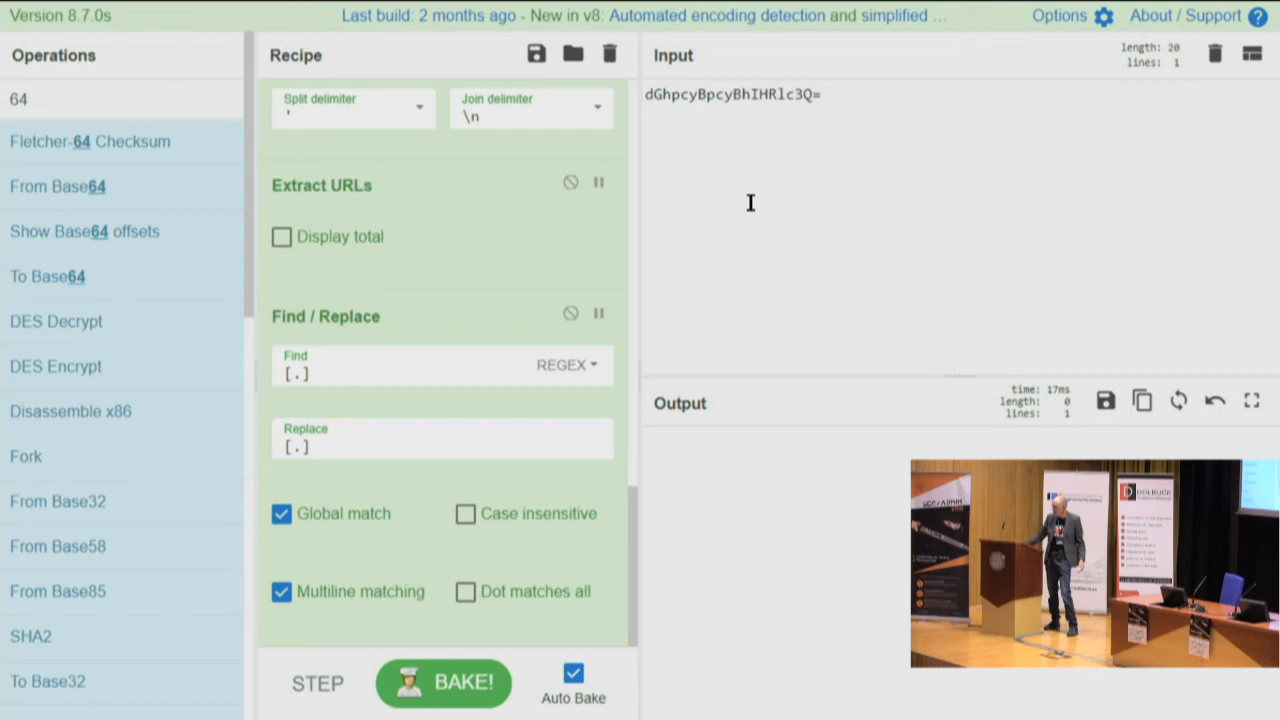 Version 8.7.0s
Last build: 2 months ago - New in v8: Automated encoding detection and simplified ...
Options
About / Support
Operations
64
Fletcher-64 Checksum
From Base64
Show Base64 offsets
To Base64
DES Decrypt
DES Encrypt
Disassemble x86
Fork
From Base32
From Base58
From Base85
SHA2
To Base32
Recipe
Split delimiter
'
Join delimiter
\n
Extract URLs
Display total
Find / Replace
Find
[.]
REGEX
Replace
[.]
Global match
Case insensitive
Multiline matching
Dot matches all
STEP
BAKE!
Auto Bake
Input
length: 20
lines: 1
dGhpcyBpcyBhIHRlc3Q=
Output
time: 17ms
length: 0
lines: 1
DOLBUCK